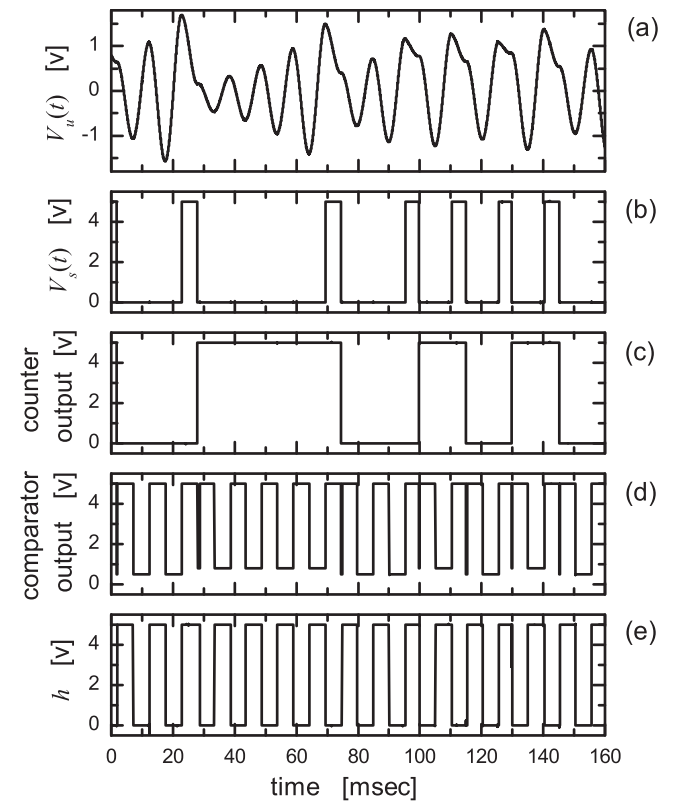 (a)
V_u(t) [v]
1
0
-1
(b)
V_s(t) [v]
4
2
0
(c)
counter
output [v]
4
2
0
(d)
comparator
output [v]
4
2
0
(e)
h [v]
4
2
0
0 20 40 60 80 100 120 140 160
time [msec]